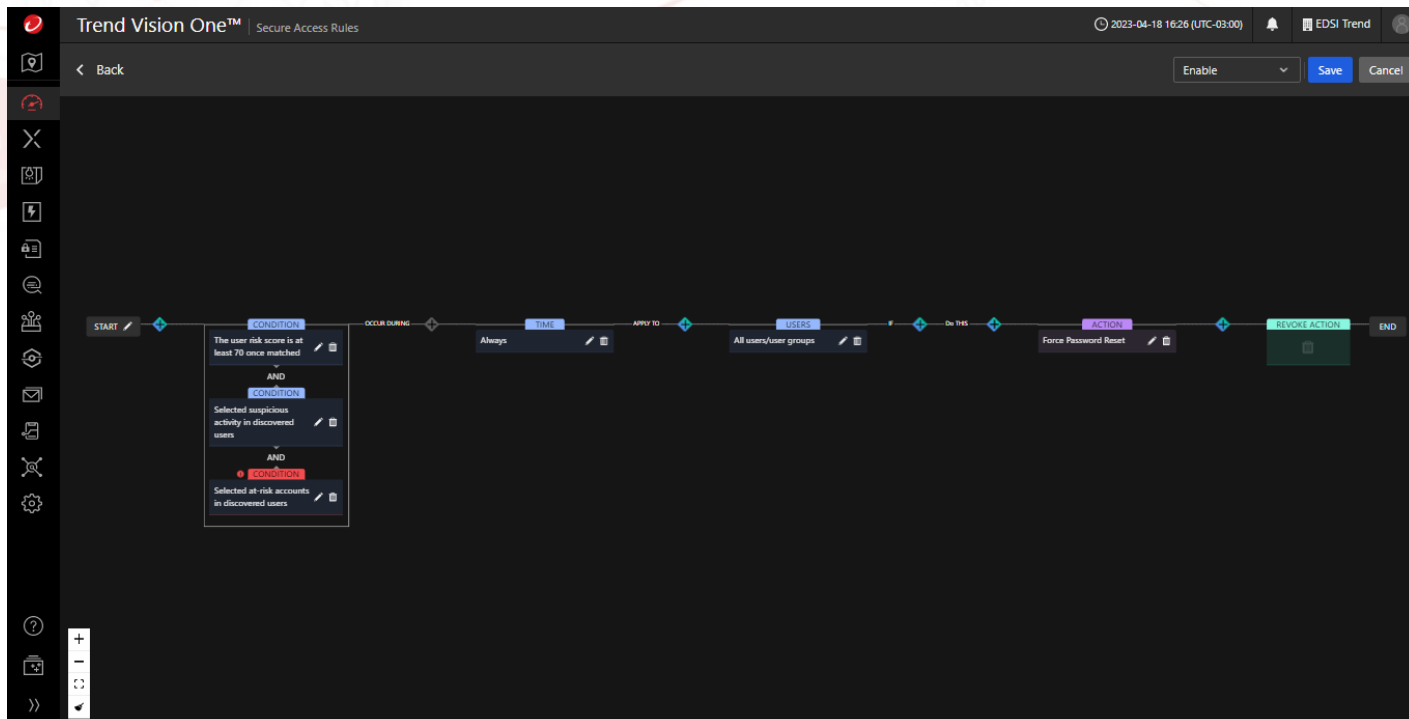 Trend Vision One™ | Secure Access Rules
2023-04-18 16:26 (UTC-03:00)
EDSI Trend
Back
Enable
Save
Cancel
START
CONDITION
The user risk score is at
least 70 once matched
AND
CONDITION
Selected suspicious
activity in discovered
users
AND
CONDITION
Selected at-risk accounts
in discovered users
OCCUR DURING
TIME
Always
APPLY TO
USERS
All users/user groups
IF
Do THIS
ACTION
Force Password Reset
REVOKE ACTION
END